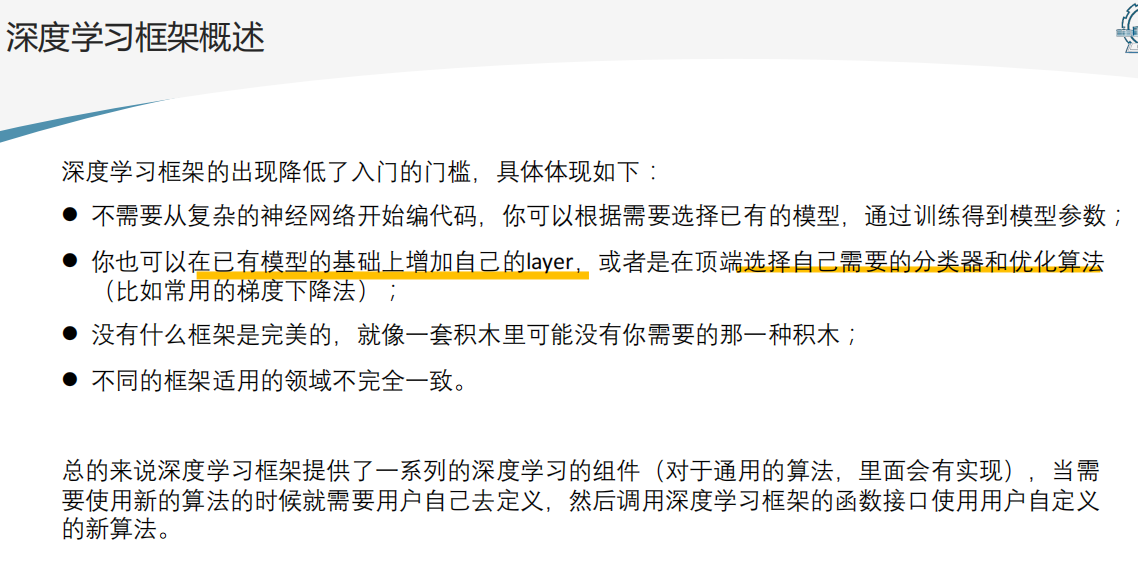 深度学习框架概述
深度学习框架的出现降低了入门的门槛，具体体现如下：
● 不需要从复杂的神经网络开始编代码，你可以根据需要选择已有的模型，通过训练得到模型参数；
● 你也可以在已有模型的基础上增加自己的layer，或者是在顶端选择自己需要的分类器和优化算法
（比如常用的梯度下降法）；
● 没有什么框架是完美的，就像一套积木里可能没有你需要的那一种积木；
● 不同的框架适用的领域不完全一致。
总的来说深度学习框架提供了一系列的深度学习的组件（对于通用的算法，里面会有实现），当需
要使用新的算法的时候就需要用户自己去定义，然后调用深度学习框架的函数接口使用用户自定义
的新算法。